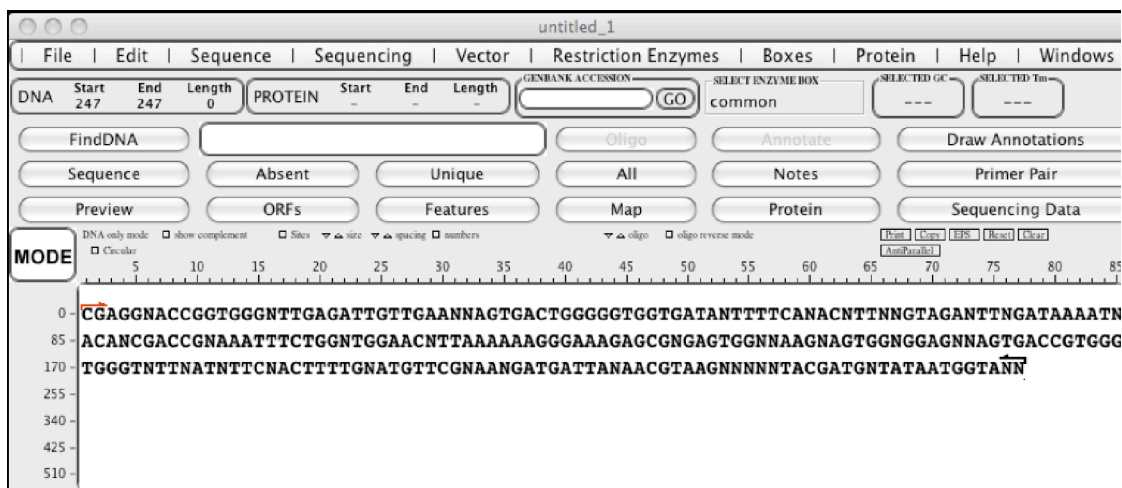 untitled_1
| File | Edit | Sequence | Sequencing | Vector | Restriction Enzymes | Boxes | Protein | Help | Windows
DNA Start 247 End 247 Length 0 PROTEIN Start - End - Length - GENBANK ACCESSION GO SELECT ENZYME BOX common SELECTED GC --- SELECTED Tm ---
FindDNA Oligo Annotate Draw Annotations
Sequence Absent Unique All Notes Primer Pair
Preview ORFs Features Map Protein Sequencing Data
MODE DNA only mode show complement Sites size spacing numbers oligo oligo reverse mode Print Copy EPS Reset Clear
Circular AntiParallel
5 10 15 20 25 30 35 40 45 50 55 60 65 70 75 80 85
0 - CGAGGNACCGGTGGGNTTGAGATTGTTGAANNAGTGACTGGGGGTGGTGATANTTTTCANACNTTNNGTAGANTTNGATAAAATN
85 - ACANCGACCGNAAATTTCTGGNTGGAACNTTAAAAAAGGGAAAGAGCGNGAGTGGNNAAGNAGTGGNGGAGNNAGTGACCGTGGG
170 - TGGGTNTTNATNTTCNACTTTTGNATGTTCGNAANGATGATTANAACGTAAGNNNNNTACGATGNTATAATGGTANN
255 -
340 -
425 -
510 -